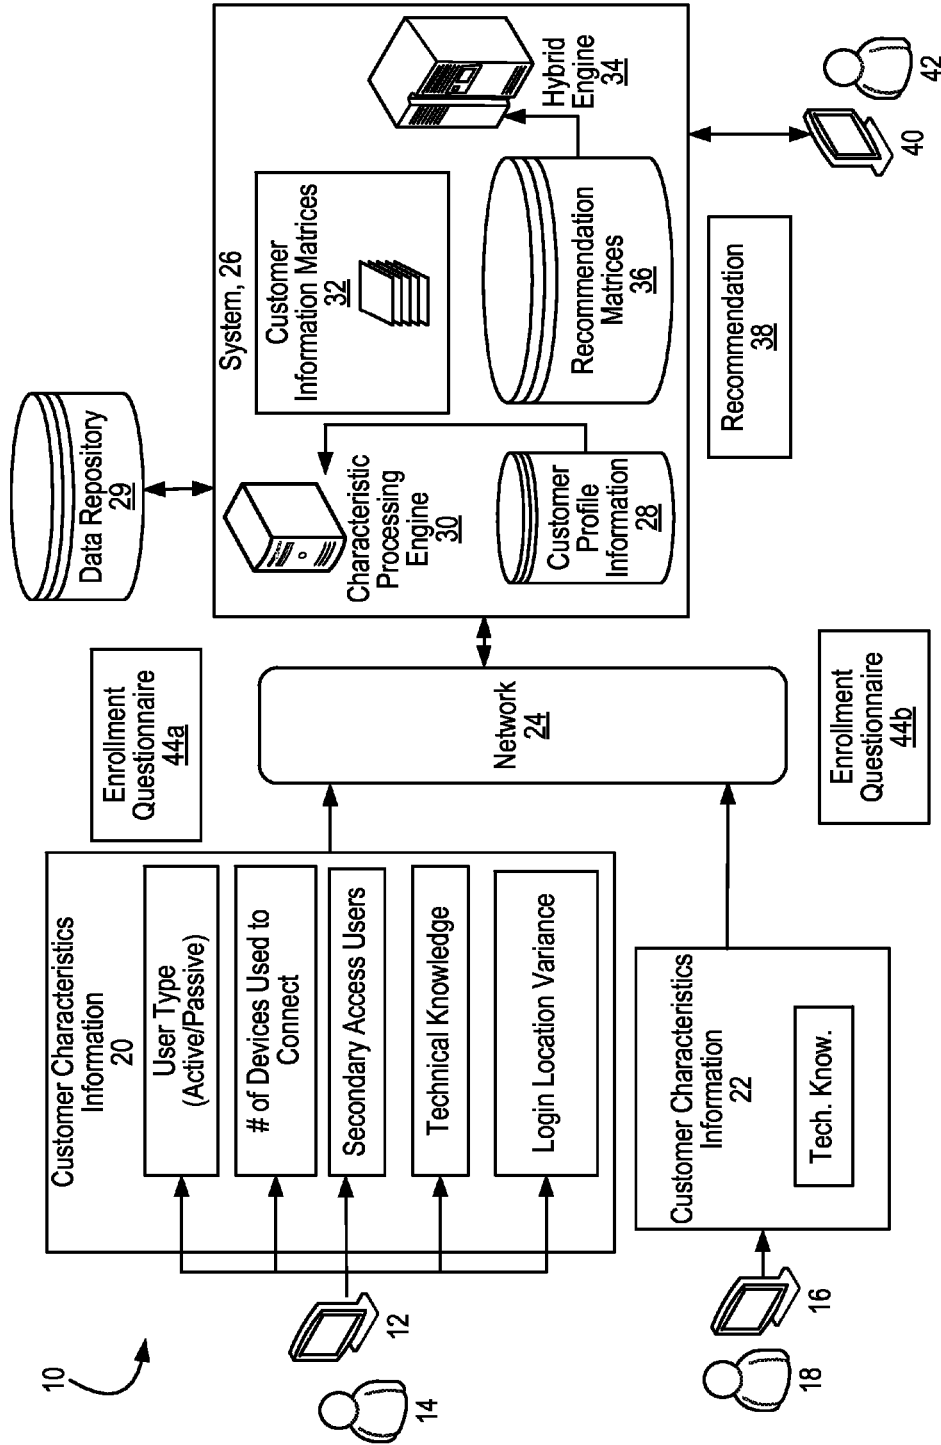 10
14
12
18
16
Customer Characteristics
Information
20
User Type
(Active/Passive)
# of Devices Used to
Connect
Secondary Access Users
Technical Knowledge
Login Location Variance
Customer Characteristics
Information
22
Tech. Know.
Enrollment
Questionnaire
44a
Network
24
Enrollment
Questionnaire
44b
Data Repository
29
System, 26
Characteristic
Processing
Engine
30
Customer
Profile
Information
28
Customer
Information Matrices
32
Recommendation
Matrices
36
Hybrid
Engine
34
Recommendation
38
40
42